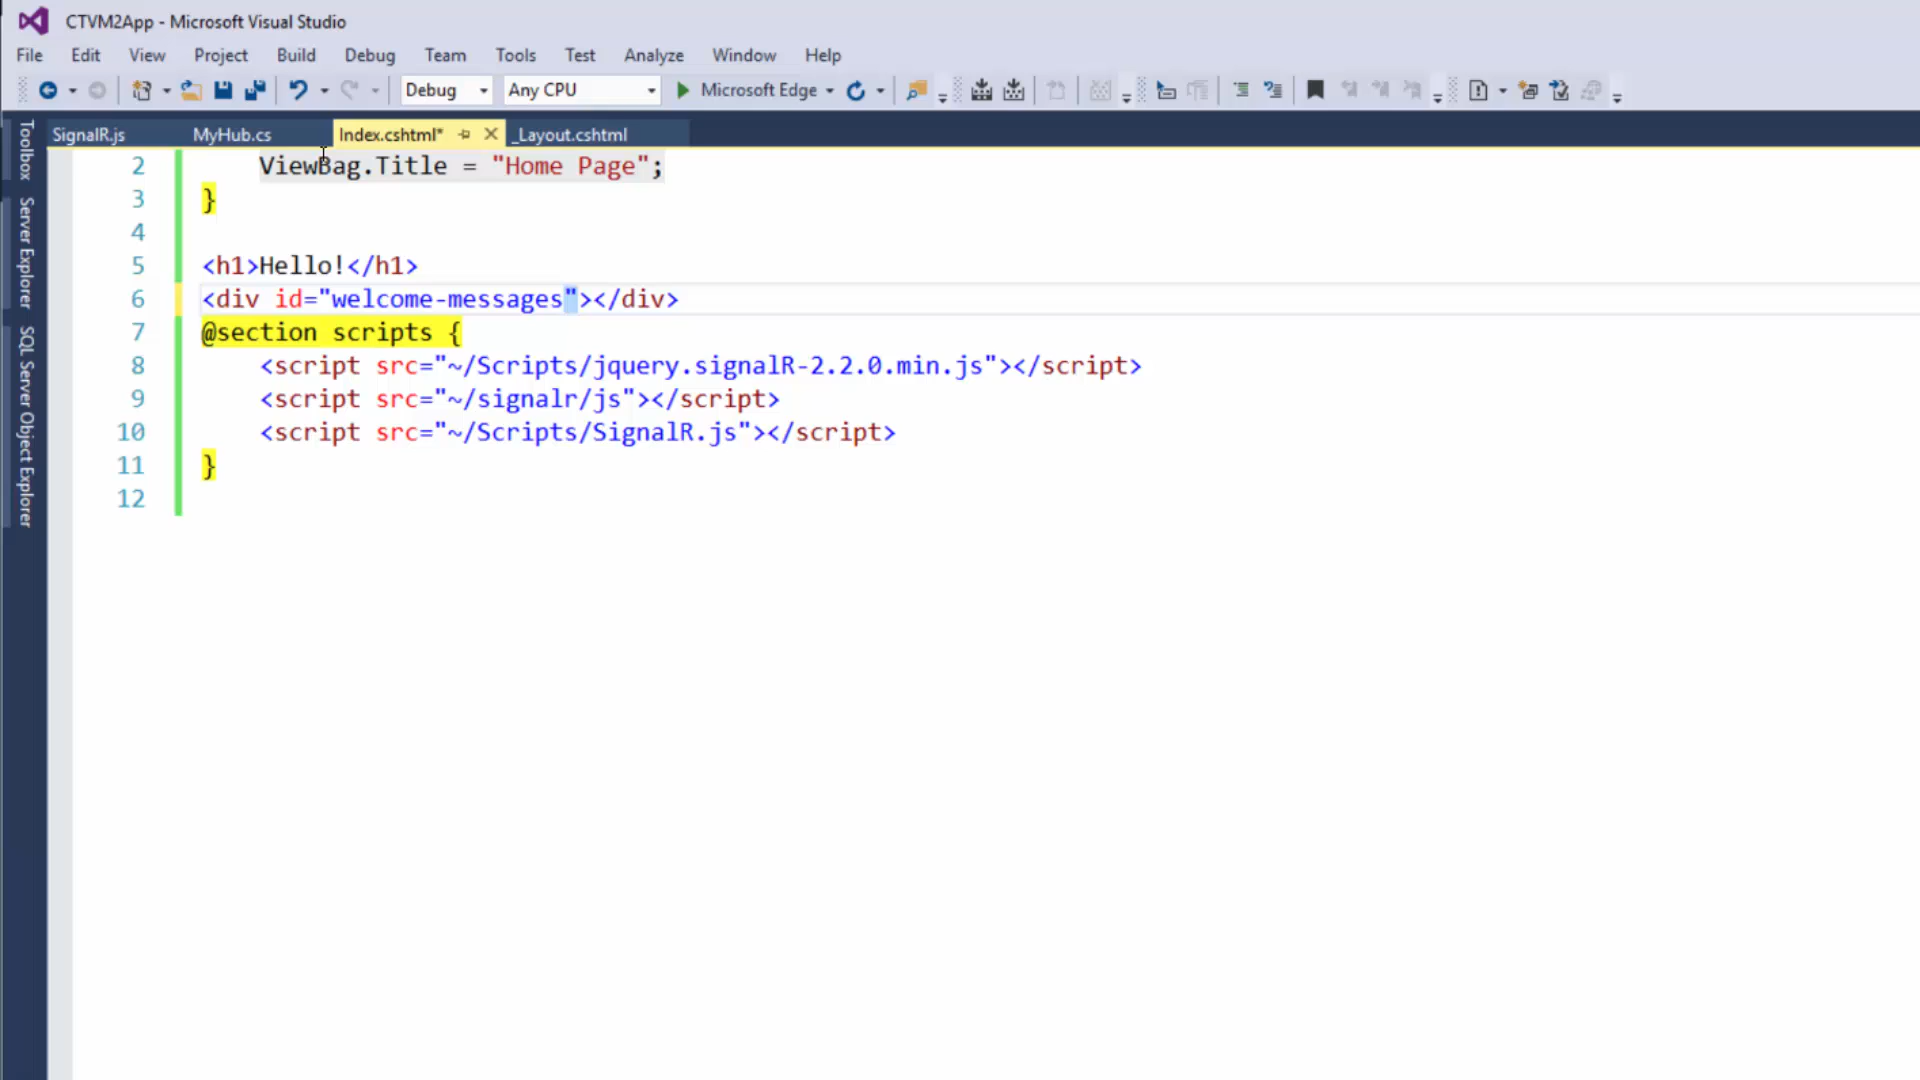 CTVM2App - Microsoft Visual Studio
File Edit View Project Build Debug Team Tools Test Analyze Window Help
Debug Any CPU Microsoft Edge
SignalR.js MyHub.cs Index.cshtml* _Layout.cshtml
Toolbox
Server Explorer
SQL Server Object Explorer
2 ViewBag.Title = "Home Page";
3 }
4
5 <h1>Hello!</h1>
6 <div id="welcome-messages"></div>
7 @section scripts {
8 <script src="~/Scripts/jquery.signalR-2.2.0.min.js"></script>
9 <script src="~/signalr/js"></script>
10 <script src="~/Scripts/SignalR.js"></script>
11 }
12